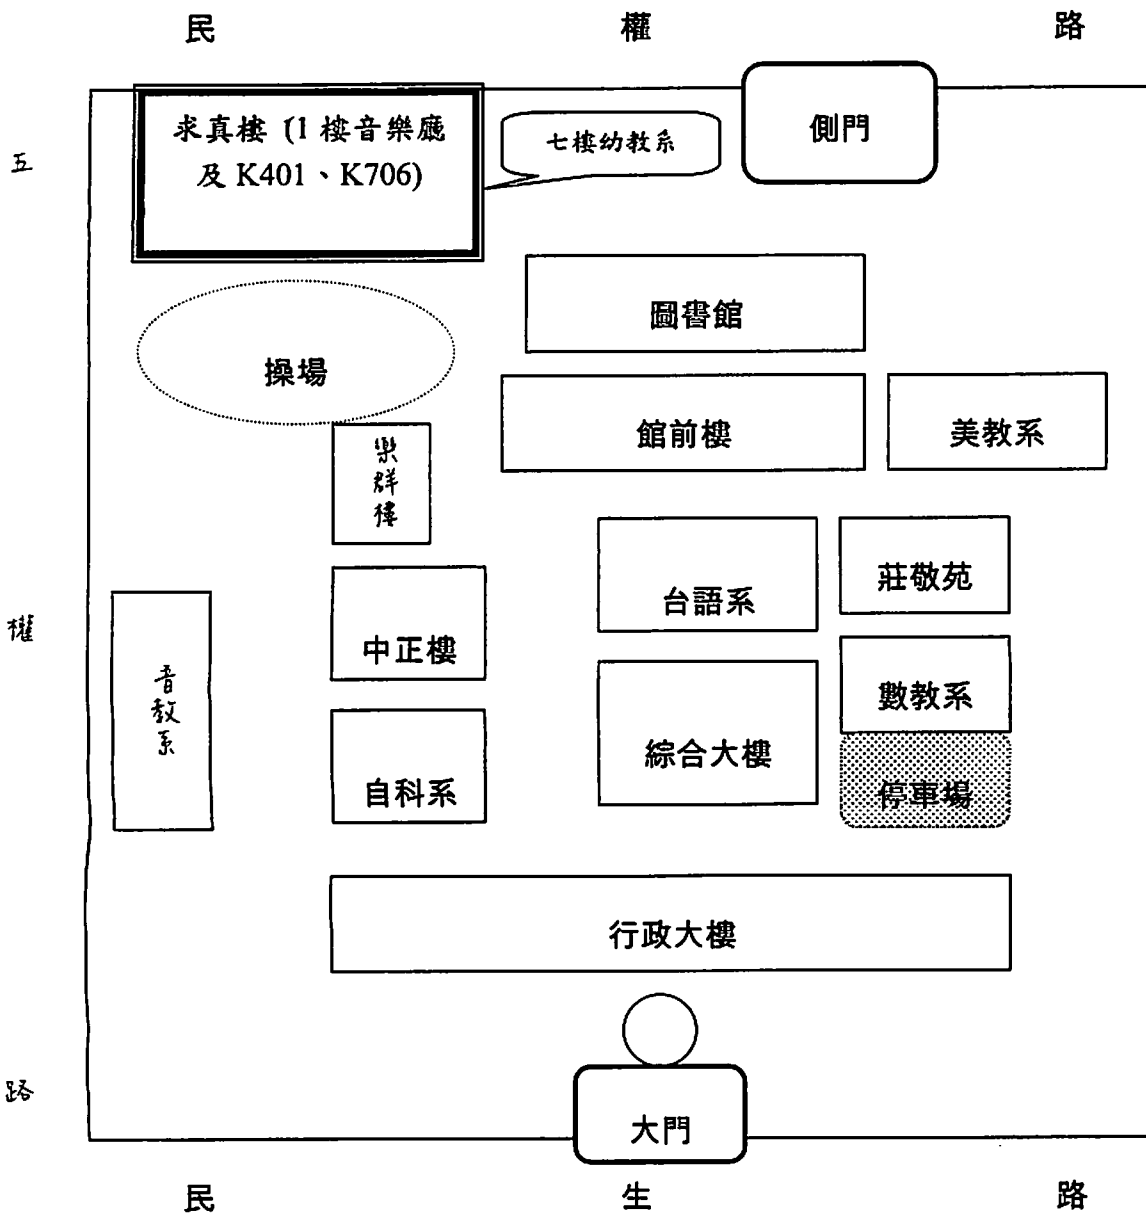 民權路
求真樓 (1 樓音樂廳
及 K401、K706)
七樓幼教系
側門
五權路
圖書館
操場
館前樓
美教系
樂群樓
台語系
莊敬苑
中正樓
音教系
數教系
綜合大樓
自科系
停車場
行政大樓
大門
民生路